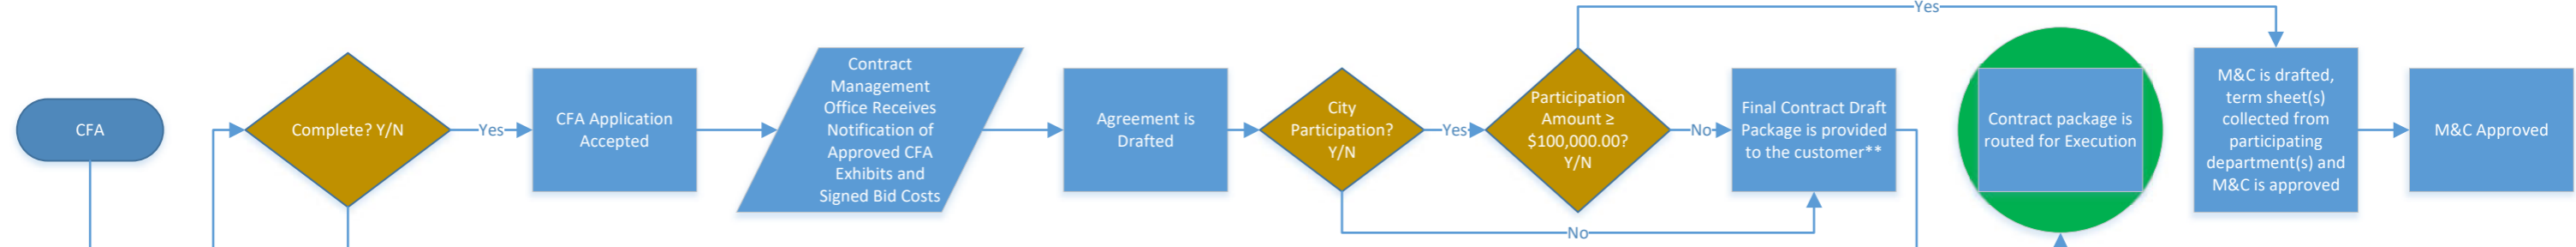 CFA
Complete? Y/N
Yes
CFA Application
Accepted
Contract
Management
Office Receives
Notification of
Approved CFA
Exhibits and
Signed Bid Costs
Agreement is
Drafted
City
Participation?
Y/N
Yes
No
Participation
Amount ≥
$100,000.00?
Y/N
Yes
No
Final Contract Draft
Package is provided
to the customer**
Contract package is
routed for Execution
M&C is drafted,
term sheet(s)
collected from
participating
department(s) and
M&C is approved
M&C Approved